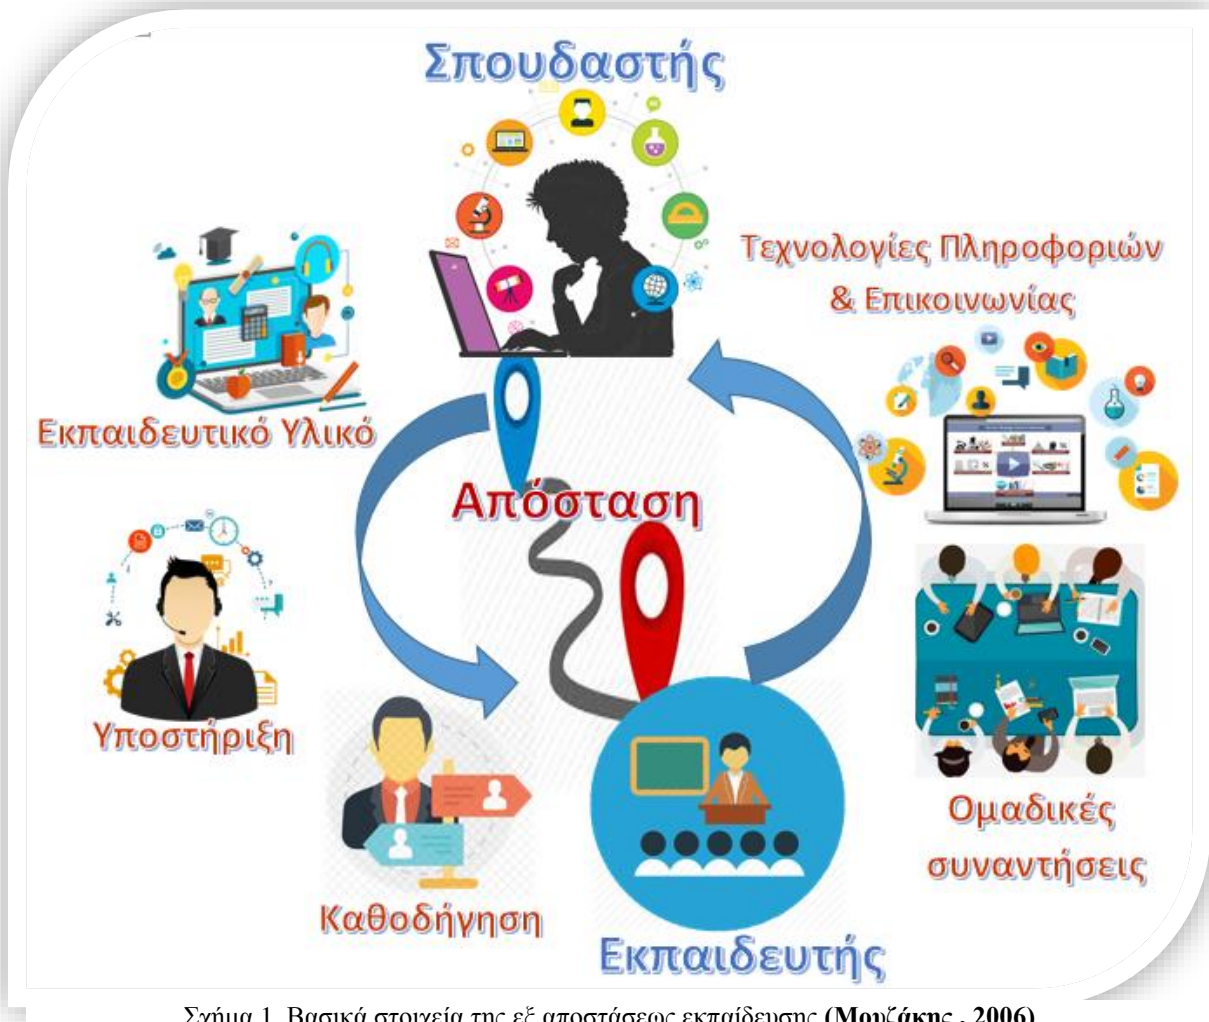 Σπουδαστής
Τεχνολογίες Πληροφοριών
& Επικοινωνίας
Εκπαιδευτικό Υλικό
Απόσταση
Υποστήριξη
Ομαδικές
συναντήσεις
Καθοδήγηση
Εκπαιδευτής
Σχήμα 1. Βασικά στοιχεία της εξ αποστάσεως εκπαίδευσης (Μουζάκης , 2006)